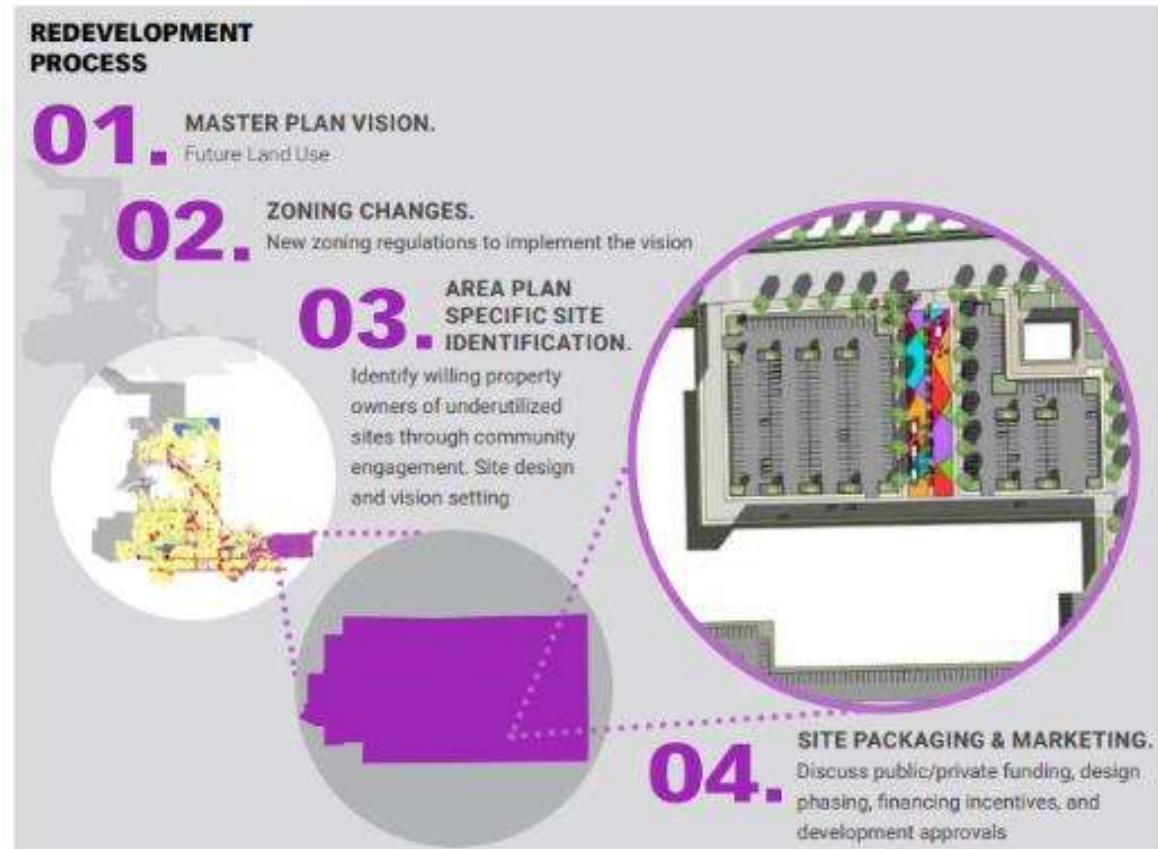 REDEVELOPMENT
PROCESS
01.
MASTER PLAN VISION.
Future Land Use
02.
ZONING CHANGES.
New zoning regulations to implement the vision
03.
AREA PLAN
SPECIFIC SITE
IDENTIFICATION.
Identify willing property
owners of underutilized
sites through community
engagement. Site design
and vision setting
04.
SITE PACKAGING & MARKETING.
Discuss public/private funding, design
phasing, financing incentives, and
development approvals